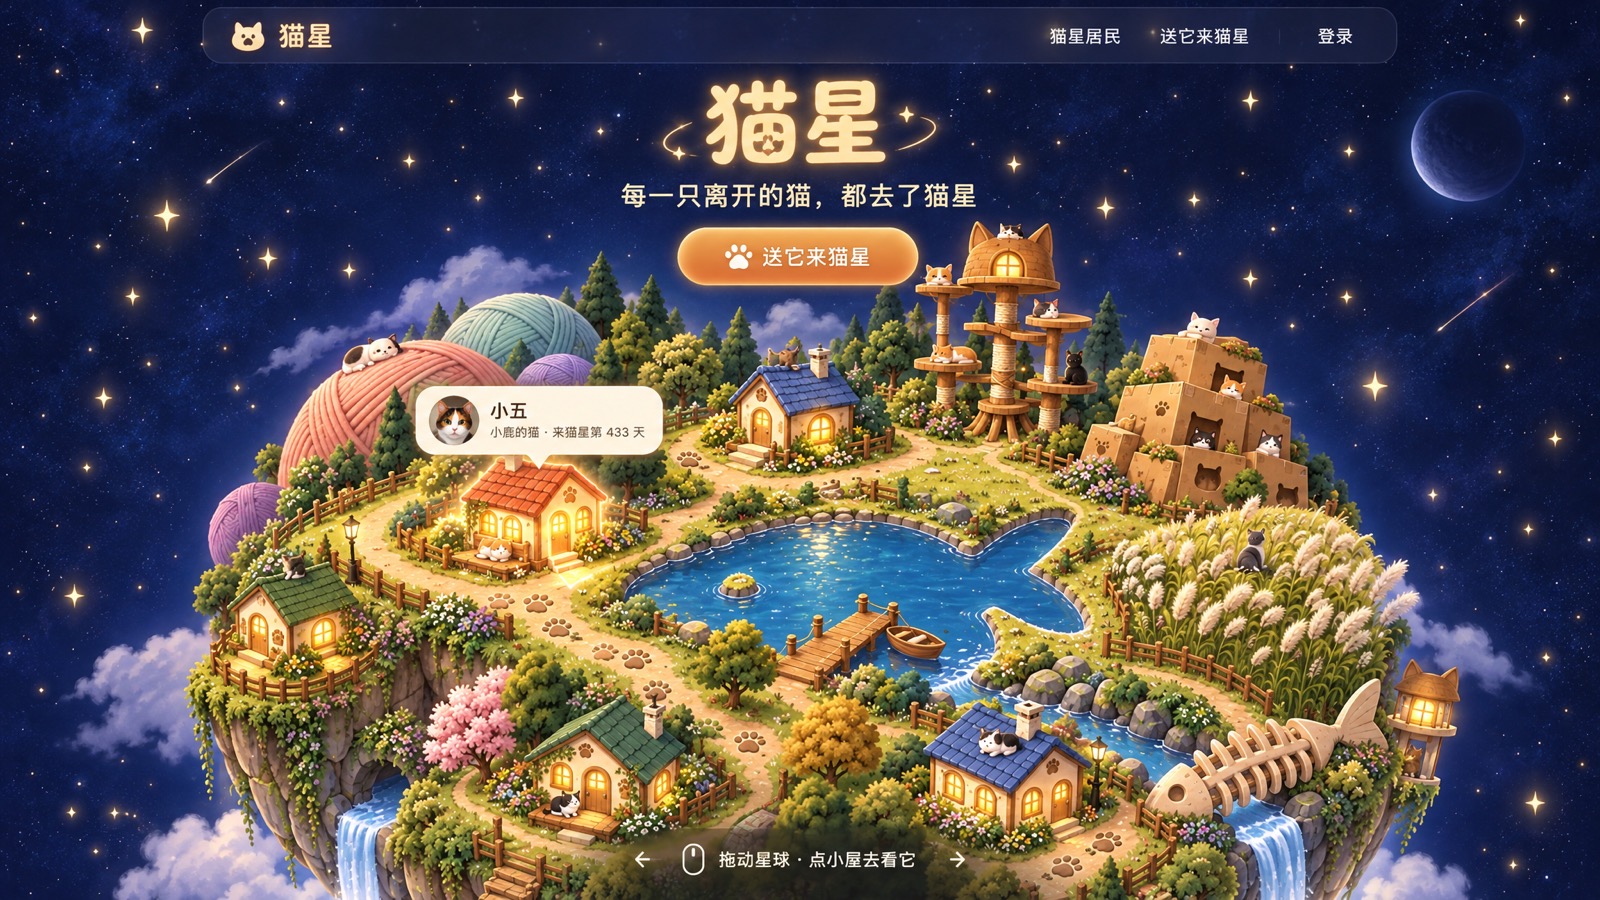 猫星
猫星居民
送它来猫星
登录
猫星
每一只离开的猫，都去了猫星
送它来猫星
小五
小鹿的猫 · 来猫星第 433 天
← 拖动星球 · 点小屋去看它 →